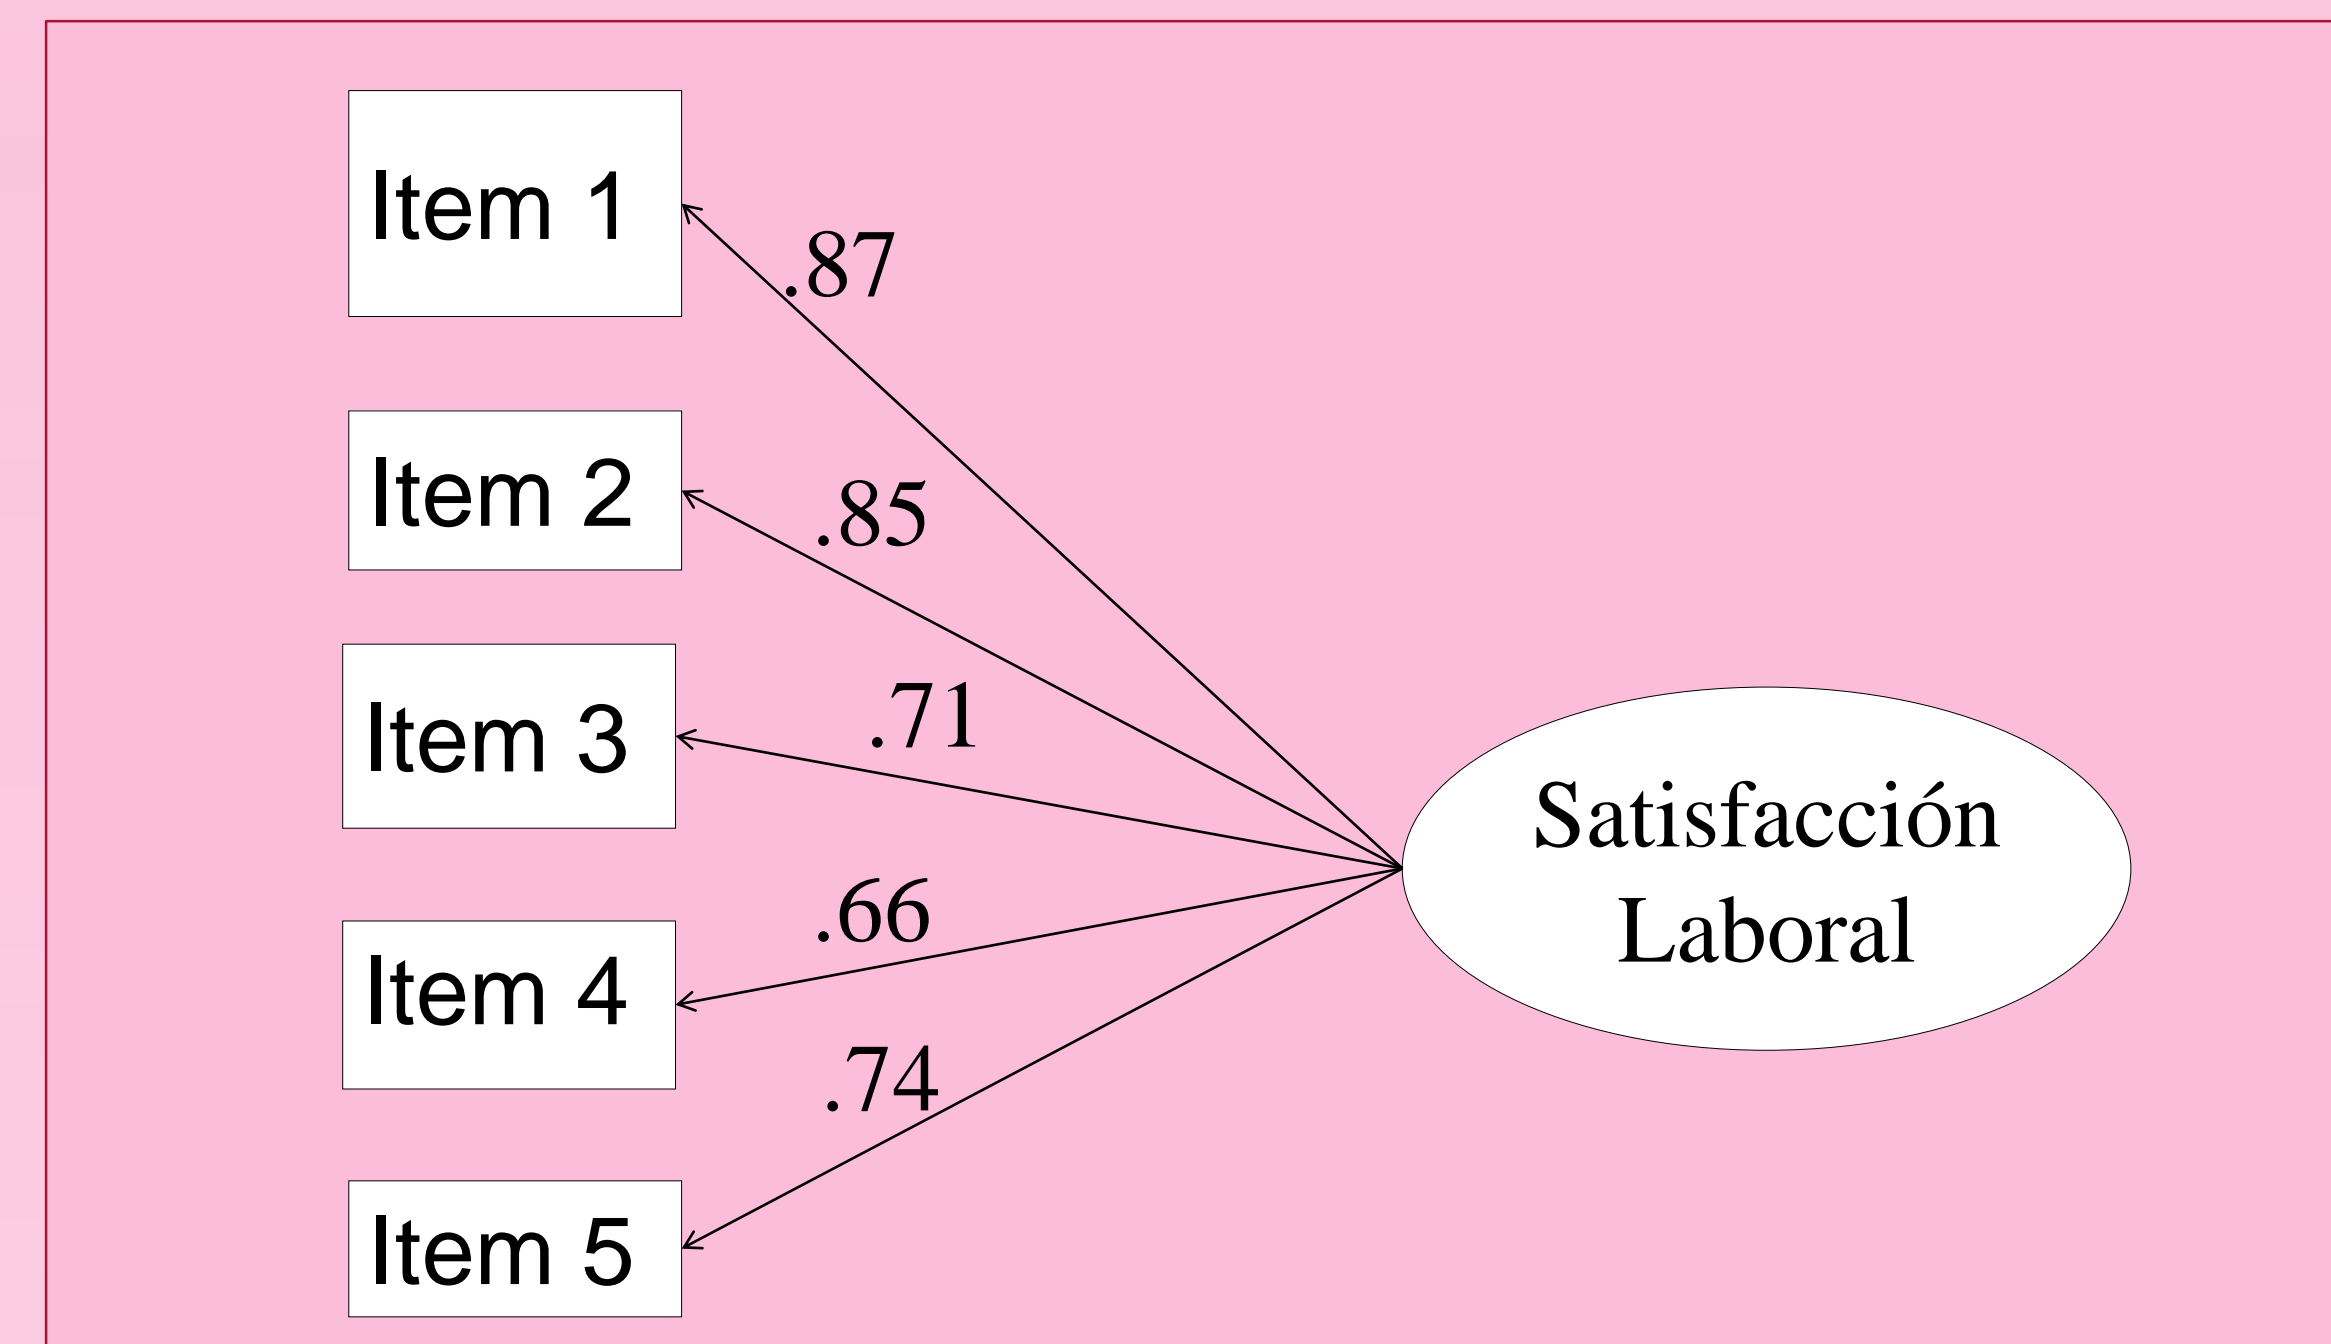 Item 1
.87
Item 2
.85
Item 3
.71
Item 4
.66
Item 5
.74
Satisfacción
Laboral